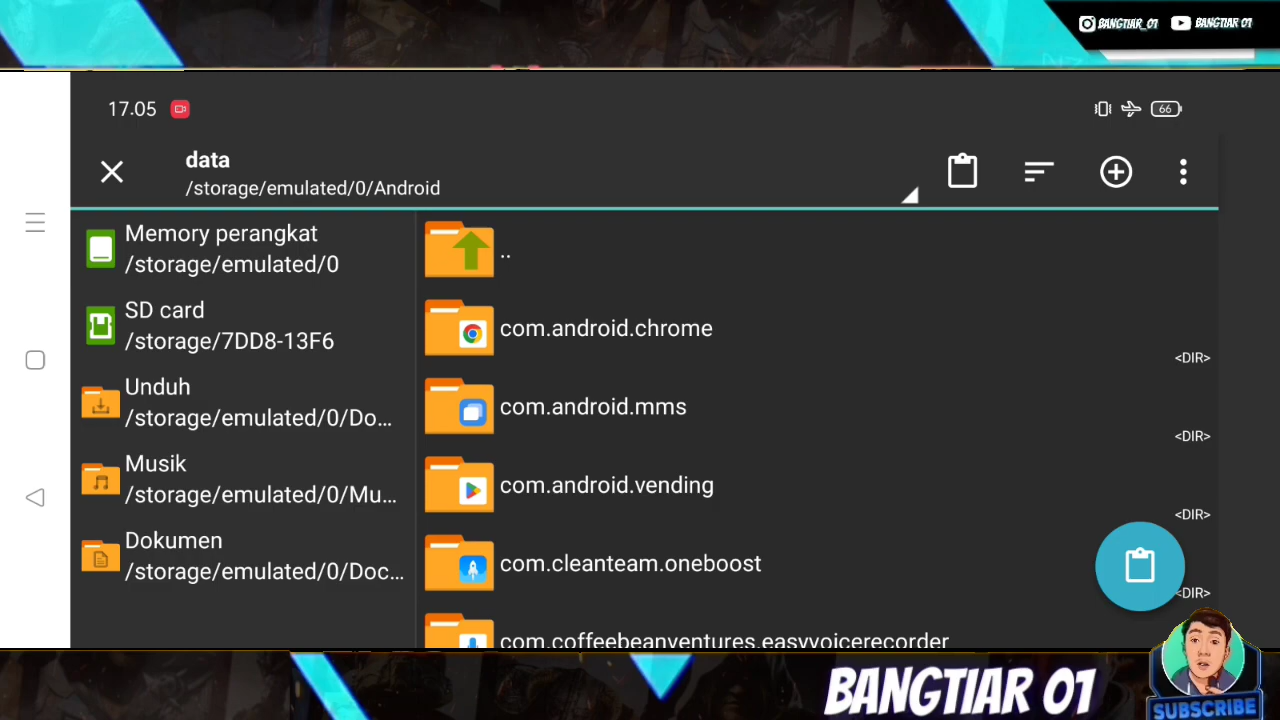 BANGTIAR_01 BANGTIAR 01
17.05 66
data
/storage/emulated/0/Android
Memory perangkat
/storage/emulated/0
SD card
/storage/7DD8-13F6
Unduh
/storage/emulated/0/Do...
Musik
/storage/emulated/0/Mu...
Dokumen
/storage/emulated/0/Doc...
..
com.android.chrome
<DIR>
com.android.mms
<DIR>
com.android.vending
<DIR>
com.cleanteam.oneboost
<DIR>
com.coffeebeanventures.easyvoicerecorder
BANGTIAR 01
SUBSCRIBE